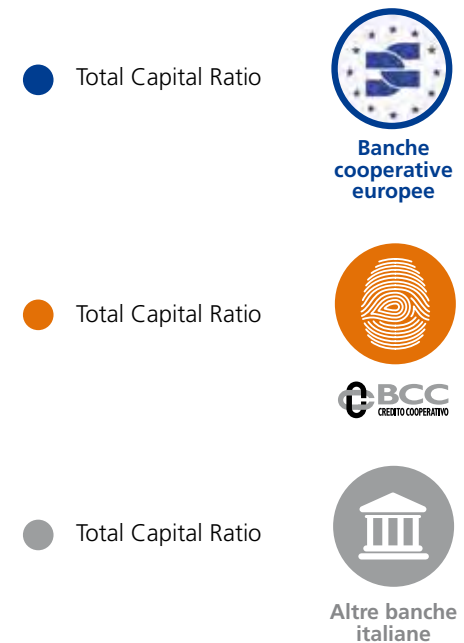 Total Capital Ratio
Banche
cooperative
europee
Total Capital Ratio
BCC
CREDITO COOPERATIVO
Total Capital Ratio
Altre banche
italiane